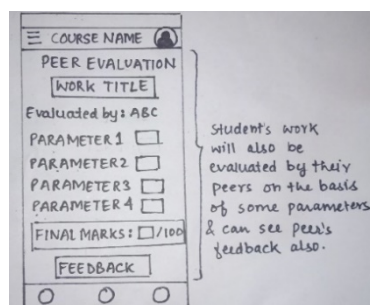 COURSE NAME
PEER EVALUATION
WORK TITLE
Evaluated by: ABC
PARAMETER 1
PARAMETER 2
PARAMETER 3
PARAMETER 4
FINAL MARKS: /100
FEEDBACK
Student's work
will also be
evaluated by their
peers on the basis
of some parameters
& can see peer's
feedback also.